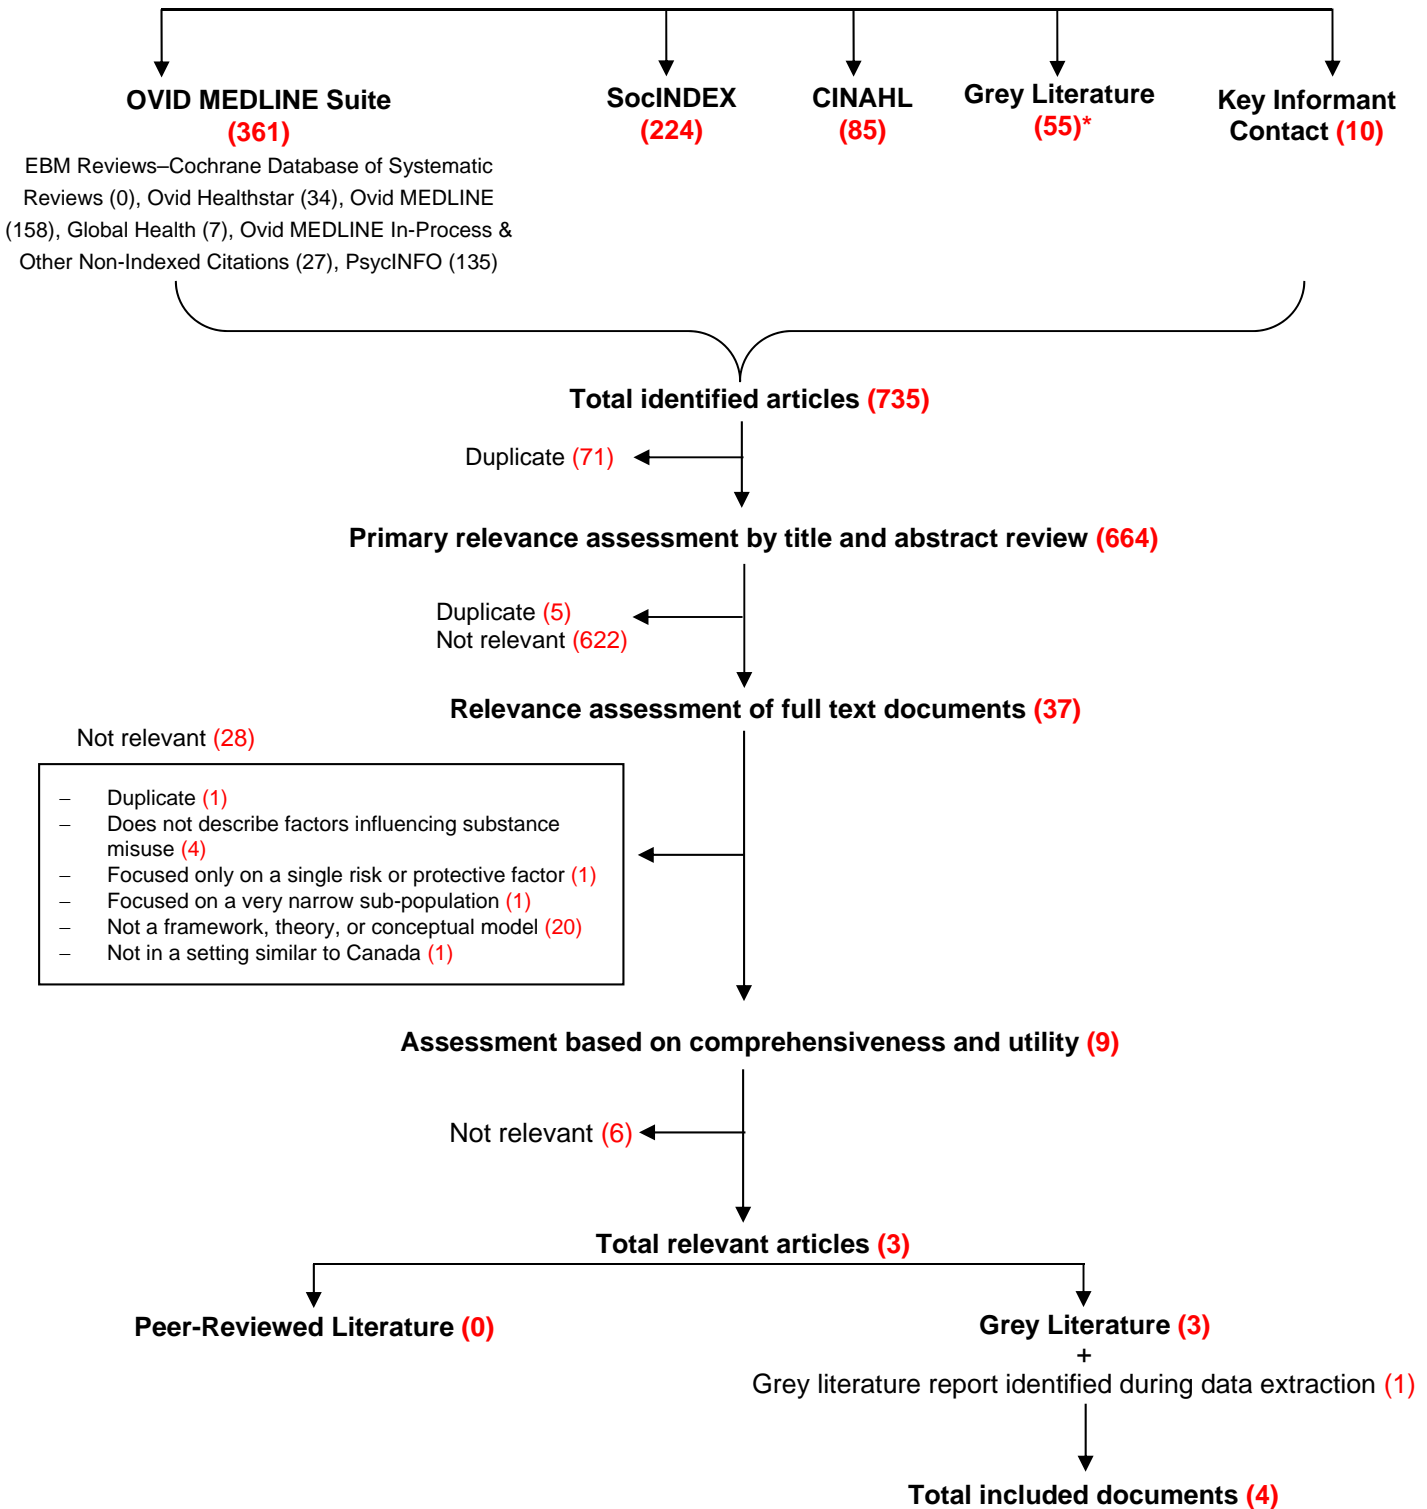 OVID MEDLINE Suite
(361)
EBM Reviews–Cochrane Database of Systematic
Reviews (0), Ovid Healthstar (34), Ovid MEDLINE
(158), Global Health (7), Ovid MEDLINE In-Process &
Other Non-Indexed Citations (27), PsycINFO (135)
SocINDEX
(224)
CINAHL
(85)
Grey Literature
(55)*
Key Informant
Contact (10)
Total identified articles (735)
Duplicate (71)
Primary relevance assessment by title and abstract review (664)
Duplicate (5)
Not relevant (622)
Relevance assessment of full text documents (37)
Not relevant (28)
– Duplicate (1)
– Does not describe factors influencing substance
misuse (4)
– Focused only on a single risk or protective factor (1)
– Focused on a very narrow sub-population (1)
– Not a framework, theory, or conceptual model (20)
– Not in a setting similar to Canada (1)
Assessment based on comprehensiveness and utility (9)
Not relevant (6)
Total relevant articles (3)
Peer-Reviewed Literature (0)
Grey Literature (3)
+
Grey literature report identified during data extraction (1)
Total included documents (4)